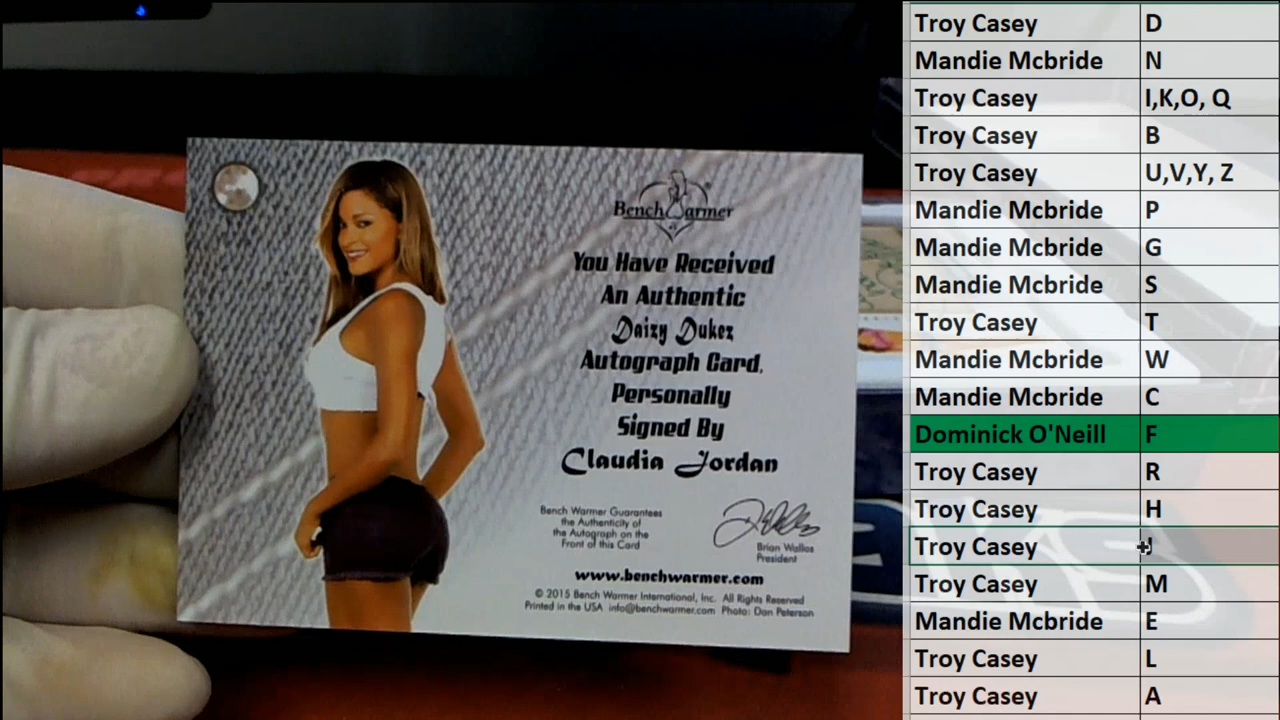 Bench Warmer
You Have Received
An Authentic
Daizy Dukez
Autograph Card,
Personally
Signed By
Claudia Jordan
Bench Warmer Guarantees
the Authenticity of
the Autograph on the
Front of this Card
Brian Wallos
President
www.benchwarmer.com
© 2015 Bench Warmer International, Inc. All Rights Reserved
Printed in the USA info@benchwarmer.com Photo: Dan Peterson
Troy Casey D
Mandie Mcbride N
Troy Casey I,K,O, Q
Troy Casey B
Troy Casey U,V,Y, Z
Mandie Mcbride P
Mandie Mcbride G
Mandie Mcbride S
Troy Casey T
Mandie Mcbride W
Mandie Mcbride C
Dominick O'Neill F
Troy Casey R
Troy Casey H
Troy Casey
Troy Casey M
Mandie Mcbride E
Troy Casey L
Troy Casey A